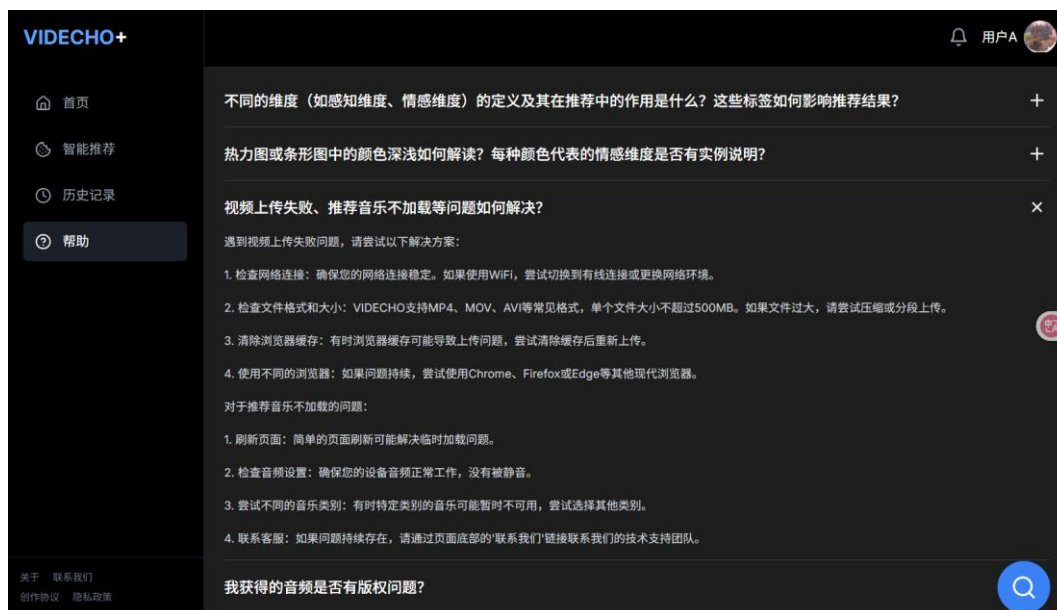 VIDECHO+
用户A
首页
智能推荐
历史记录
帮助
不同的维度（如感知维度、情感维度）的定义及其在推荐中的作用是什么？这些标签如何影响推荐结果？
热力图或条形图中的颜色深浅如何解读？每种颜色代表的情感维度是否有实例说明？
视频上传失败、推荐音乐不加载等问题如何解决？
遇到视频上传失败问题，请尝试以下解决方案：
1. 检查网络连接：确保您的网络连接稳定。如果使用WiFi，尝试切换到有线连接或更换网络环境。
2. 检查文件格式和大小：VIDECHO支持MP4、MOV、AVI等常见格式，单个文件大小不超过500MB。如果文件过大，请尝试压缩或分段上传。
3. 清除浏览器缓存：有时浏览器缓存可能导致上传问题，尝试清除缓存后重新上传。
4. 使用不同的浏览器：如果问题持续，尝试使用Chrome、Firefox或Edge等其他现代浏览器。
对于推荐音乐不加载的问题：
1. 刷新页面：简单的页面刷新可能解决临时加载问题。
2. 检查音频设置：确保您的设备音频正常工作，没有被静音。
3. 尝试不同的音乐类别：有时特定类别的音乐可能暂时不可用，尝试选择其他类别。
4. 联系客服：如果问题持续存在，请通过页面底部的'联系我们'链接联系我们的技术支持团队。
我获得的音频是否有版权问题？
关于 联系我们
创作协议 隐私政策